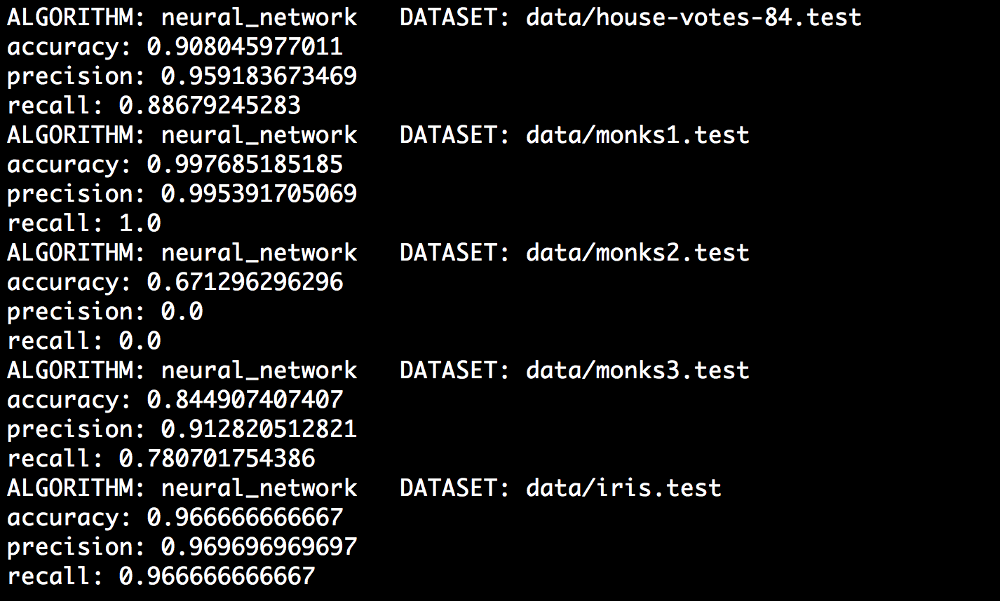 ALGORITHM: neural_network   DATASET: data/house-votes-84.test
accuracy: 0.908045977011
precision: 0.959183673469
recall: 0.88679245283
ALGORITHM: neural_network   DATASET: data/monks1.test
accuracy: 0.997685185185
precision: 0.995391705069
recall: 1.0
ALGORITHM: neural_network   DATASET: data/monks2.test
accuracy: 0.671296296296
precision: 0.0
recall: 0.0
ALGORITHM: neural_network   DATASET: data/monks3.test
accuracy: 0.844907407407
precision: 0.912820512821
recall: 0.780701754386
ALGORITHM: neural_network   DATASET: data/iris.test
accuracy: 0.966666666667
precision: 0.969696969697
recall: 0.966666666667